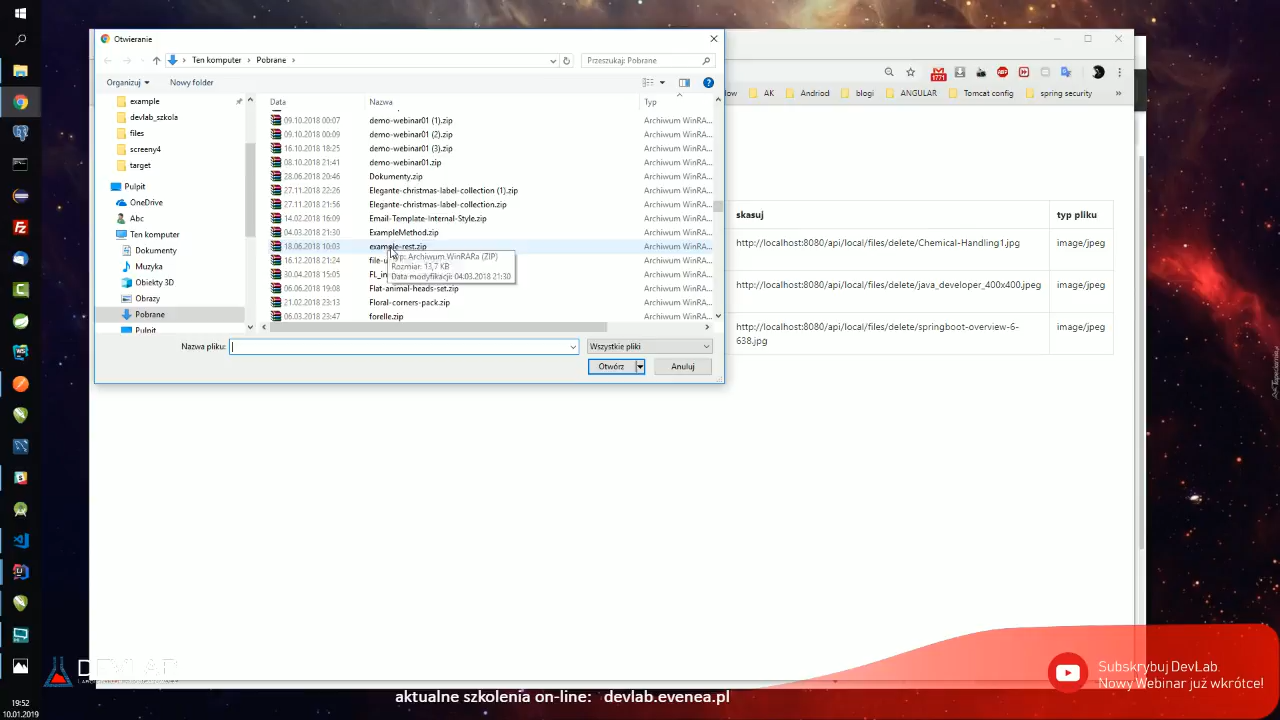 Otwieranie
Ten komputer > Pobrane >
Przeszukaj: Pobrane
Organizuj
Nowy folder
AK
Andriod
blogi
ANGULAR
Tomcat config
spring security
»
example
devlab_szkola
files
screeny4
target
Pulpit
OneDrive
Abc
Ten komputer
Dokumenty
Muzyka
Obiekty 3D
Obrazy
Pobrane
Pulpit
Data Nazwa Typ
09.10.2018 00:07 demo-webinar01 (1).zip Archiwum WinRA...
09.10.2018 00:07 demo-webinar01 (2).zip Archiwum WinRA...
16.10.2018 18:25 demo-webinar01 (3).zip Archiwum WinRA...
08.10.2018 21:41 demo-webinar01.zip Archiwum WinRA...
28.06.2018 20:46 Dokumenty.zip Archiwum WinRA...
27.11.2018 22:26 Elegante-christmas-label-collection (1).zip Archiwum WinRA...
27.11.2018 21:56 Elegante-christmas-label-collection.zip Archiwum WinRA...
14.02.2018 16:09 Email-Template-Internal-Style.zip Archiwum WinRA...
04.03.2018 21:30 ExampleMethod.zip Archiwum WinRA...
18.06.2018 10:03 example-rest.zip Archiwum WinRA...
16.12.2018 21:24 file-u Archiwum WinRA...
30.04.2018 15:05 FL_in Archiwum WinRA...
06.06.2018 19:08 Flat-animal-heads-set.zip Archiwum WinRA...
21.02.2018 23:13 Floral-corners-pack.zip Archiwum WinRA...
06.03.2018 23:47 forelle.zip Archiwum WinRA...
Typ: Archiwum WinRARa (ZIP)
Rozmiar: 13,7 KB
Data modyfikacji: 04.03.2018 21:30
Nazwa pliku:
Wszystkie pliki
Otwórz
Anuluj
skasuj typ pliku
http://localhost:8080/api/local/files/delete/Chemical-Handling1.jpg image/jpeg
http://localhost:8080/api/local/files/delete/java_developer_400x400.jpeg image/jpeg
http://localhost:8080/api/local/files/delete/springboot-overview-6-
638.jpg image/jpeg
DEVLAB
Subskrybuj DevLab.
Nowy Webinar już wkrótce!
aktualne szkolenia on-line: devlab.evenea.pl
19:52
10.01.2019